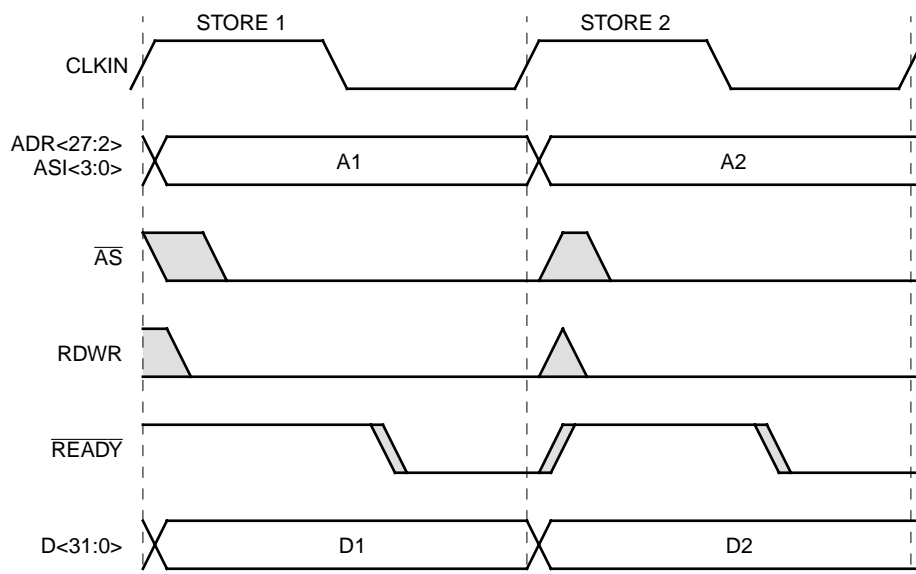 STORE 1
STORE 2
CLKIN
ADR<27:2>
ASI<3:0>
A1
A2
AS
RDWR
READY
D<31:0>
D1
D2